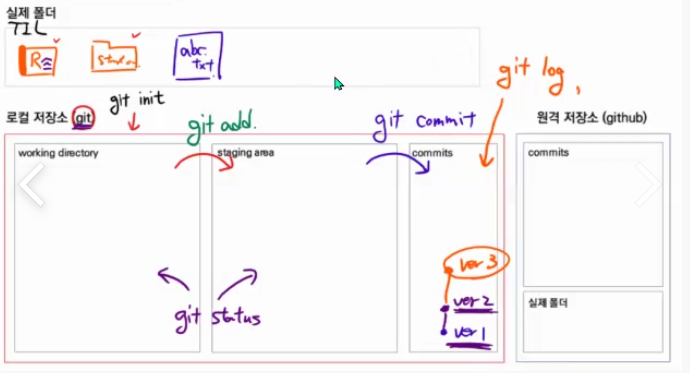 실제 폴더
TIL
R
abc.
txt
git log,
로컬 저장소 (git)
git init
git add.
git commit
원격 저장소 (github)
working directory
staging area
commits
commits
ver 3
git status
ver 2
ver 1
실제 폴더